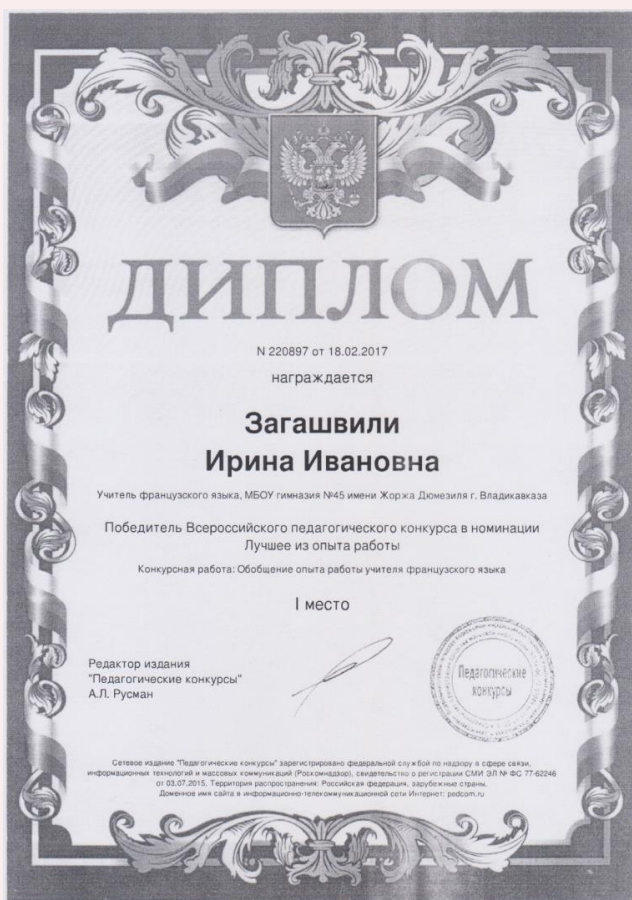 ДИПЛОМ
N 220897 от 18.02.2017
награждается
Загашвили
Ирина Ивановна
Учитель французского языка, МБОУ гимназия №45 имени Жоржа Дюмезиля г. Владикавказа
Победитель Всероссийского педагогического конкурса в номинации
Лучшее из опыта работы
Конкурсная работа: Обобщение опыта работы учителя французского языка
I место
Редактор издания
"Педагогические конкурсы"
А.Л. Русман
Педагогические
конкурсы
Сетевое издание "Педагогические конкурсы" зарегистрировано федеральной службой по надзору в сфере связи,
информационных технологий и массовых коммуникаций (Роскомнадзор), свидетельство о регистрации СМИ ЭЛ № ФС 77-62246
от 03.07.2015. Территория распространения: Российская федерация, зарубежные страны.
Доменное имя сайта в информационно-телекоммуникационной сети Интернет: pedcom.ru